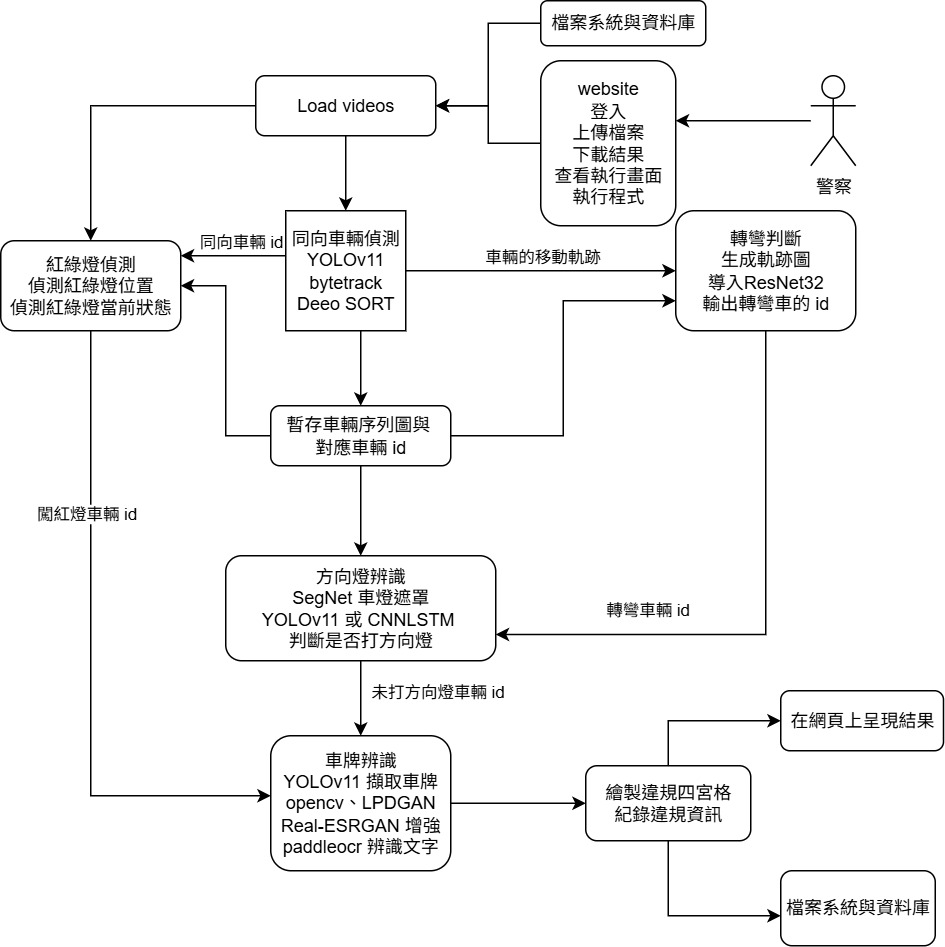 檔案系統與資料庫
Load videos
website
登入
上傳檔案
下載結果
查看執行畫面
執行程式
警察
同向車輛 id
同向車輛偵測
YOLOv11
bytetrack
Deeo SORT
車輛的移動軌跡
轉彎判斷
生成軌跡圖
導入ResNet32
輸出轉彎車的 id
紅綠燈偵測
偵測紅綠燈位置
偵測紅綠燈當前狀態
暫存車輛序列圖與
對應車輛 id
闖紅燈車輛 id
方向燈辨識
SegNet 車燈遮罩
YOLOv11 或 CNNLSTM
判斷是否打方向燈
轉彎車輛 id
未打方向燈車輛 id
車牌辨識
YOLOv11 擷取車牌
opencv、LPDGAN
Real-ESRGAN 增強
paddleocr 辨識文字
繪製違規四宮格
紀錄違規資訊
在網頁上呈現結果
檔案系統與資料庫